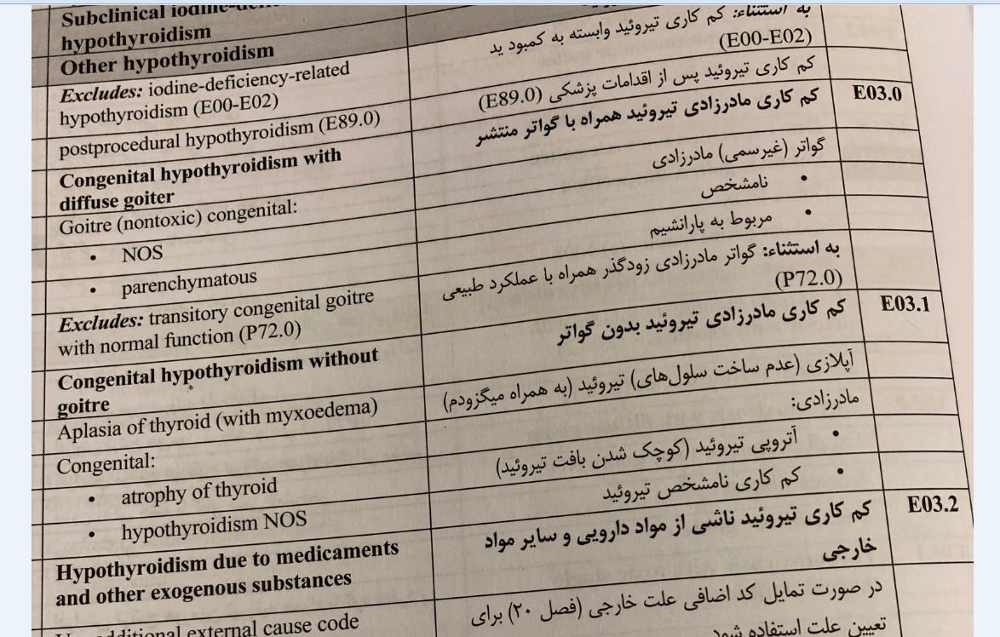 Subclinical
hypothyroidism
Other hypothyroidism
Excludes: iodine-deficiency-related
hypothyroidism (E00-E02)
postprocedural hypothyroidism (E89.0)
Congenital hypothyroidism with
diffuse goiter
Goitre (nontoxic) congenital:
• NOS
• parenchymatous
Excludes: transitory congenital goitre
with normal function (P72.0)
Congenital hypothyroidism without
goitre
Aplasia of thyroid (with myxoedema)
Congenital:
• atrophy of thyroid
• hypothyroidism NOS
Hypothyroidism due to medicaments
and other exogenous substances
additional external cause code
به استثناء: کم کاری تیروئید وابسته به کمبود ید
(E00-E02)
کم کاری تیروئید پس از اقدامات پزشکی (E89.0)
E03.0
کم کاری مادرزادی تیروئید همراه با گواتر منتشر
گواتر (غیرسمی) مادرزادی
• نامشخص
• مربوط به پارانشیم
به استثناء: گواتر مادرزادی زودگذر همراه با عملکرد طبیعی
(P72.0)
E03.1
کم کاری مادرزادی تیروئید بدون گواتر
آپلازی (عدم ساخت سلول‌های) تیروئید (به همراه میگزودم)
مادرزادی:
• آتروپی تیروئید (کوچک شدن بافت تیروئید)
• کم کاری نامشخص تیروئید
E03.2
کم کاری تیروئید ناشی از مواد دارویی و سایر مواد
خارجی
در صورت تمایل کد اضافی علت خارجی (فصل ۲۰) برای
تعیین علت استفاده شود